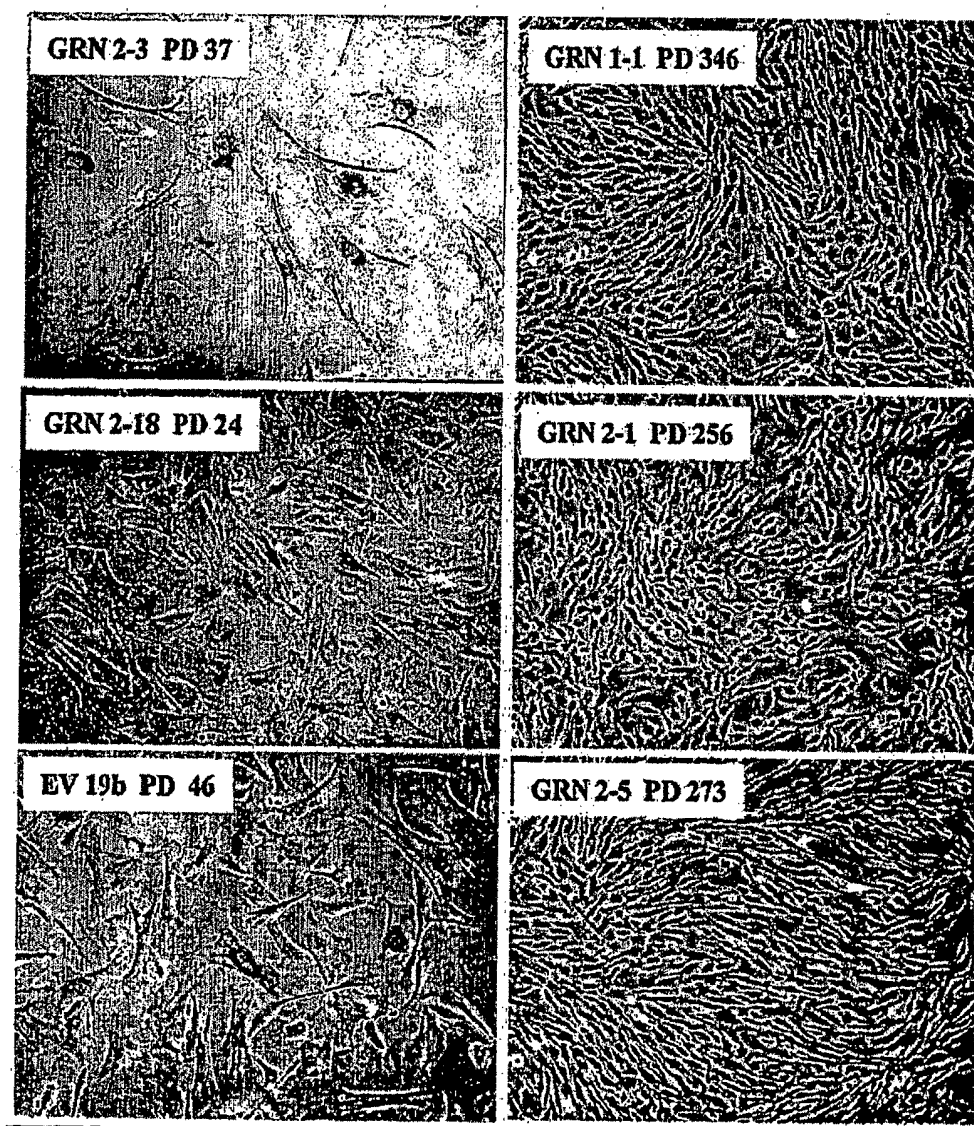 GRN 2-3 PD 37
GRN 1-1 PD 346
GRN 2-18 PD 24
GRN 2-1 PD 256
EV 19b PD 46
GRN 2-5 PD 273